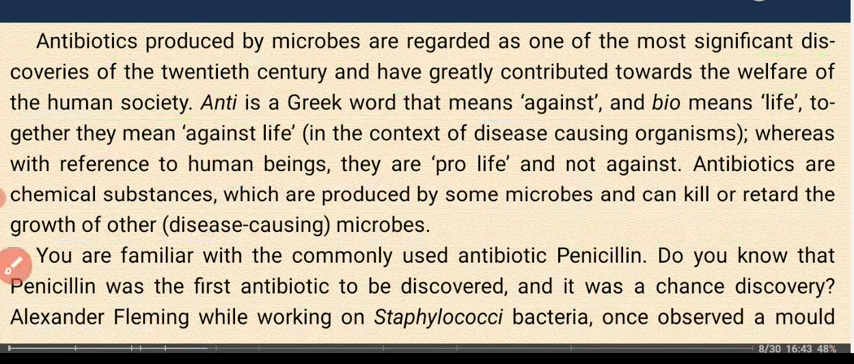 Antibiotics produced by microbes are regarded as one of the most significant dis-
coveries of the twentieth century and have greatly contributed towards the welfare of
the human society. Anti is a Greek word that means ‘against’, and bio means ‘life’, to-
gether they mean ‘against life’ (in the context of disease causing organisms); whereas
with reference to human beings, they are ‘pro life’ and not against. Antibiotics are
chemical substances, which are produced by some microbes and can kill or retard the
growth of other (disease-causing) microbes.
You are familiar with the commonly used antibiotic Penicillin. Do you know that
Penicillin was the first antibiotic to be discovered, and it was a chance discovery?
Alexander Fleming while working on Staphylococci bacteria, once observed a mould
8/30 16:43 48%